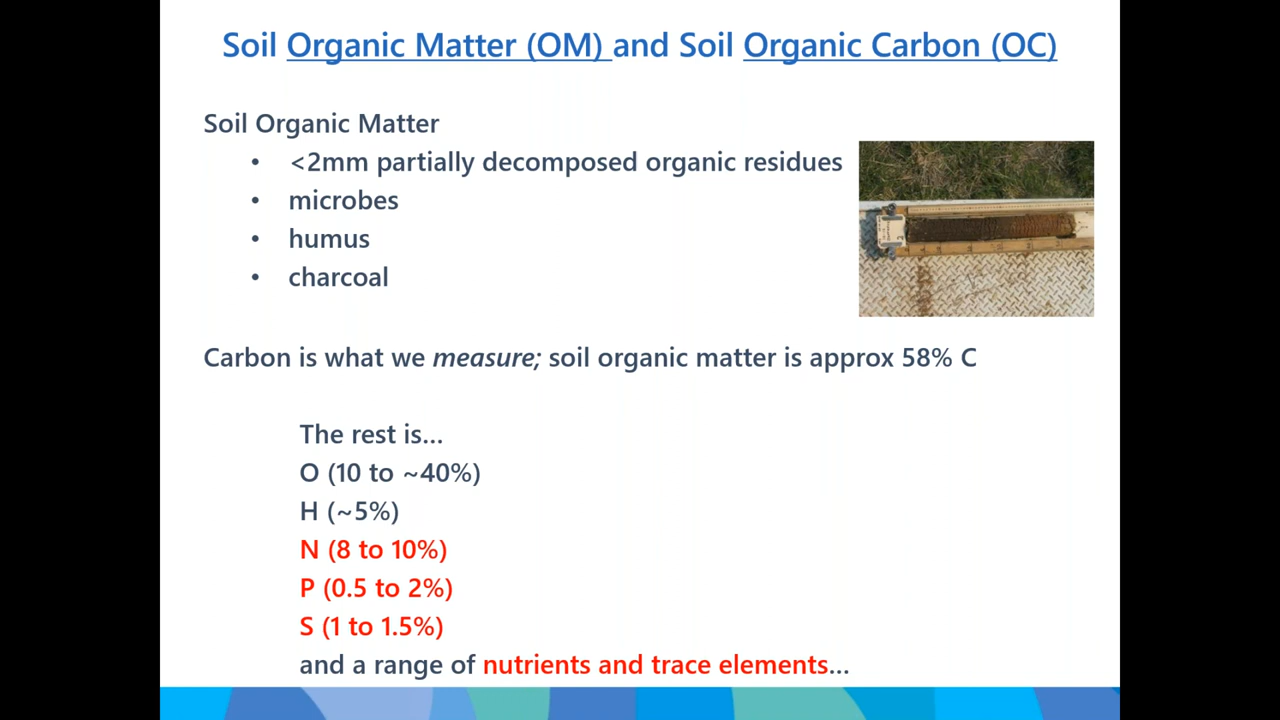 Soil Organic Matter (OM) and Soil Organic Carbon (OC)
Soil Organic Matter
• <2mm partially decomposed organic residues
• microbes
• humus
• charcoal
Carbon is what we measure; soil organic matter is approx 58% C
The rest is...
O (10 to ~40%)
H (~5%)
N (8 to 10%)
P (0.5 to 2%)
S (1 to 1.5%)
and a range of nutrients and trace elements...